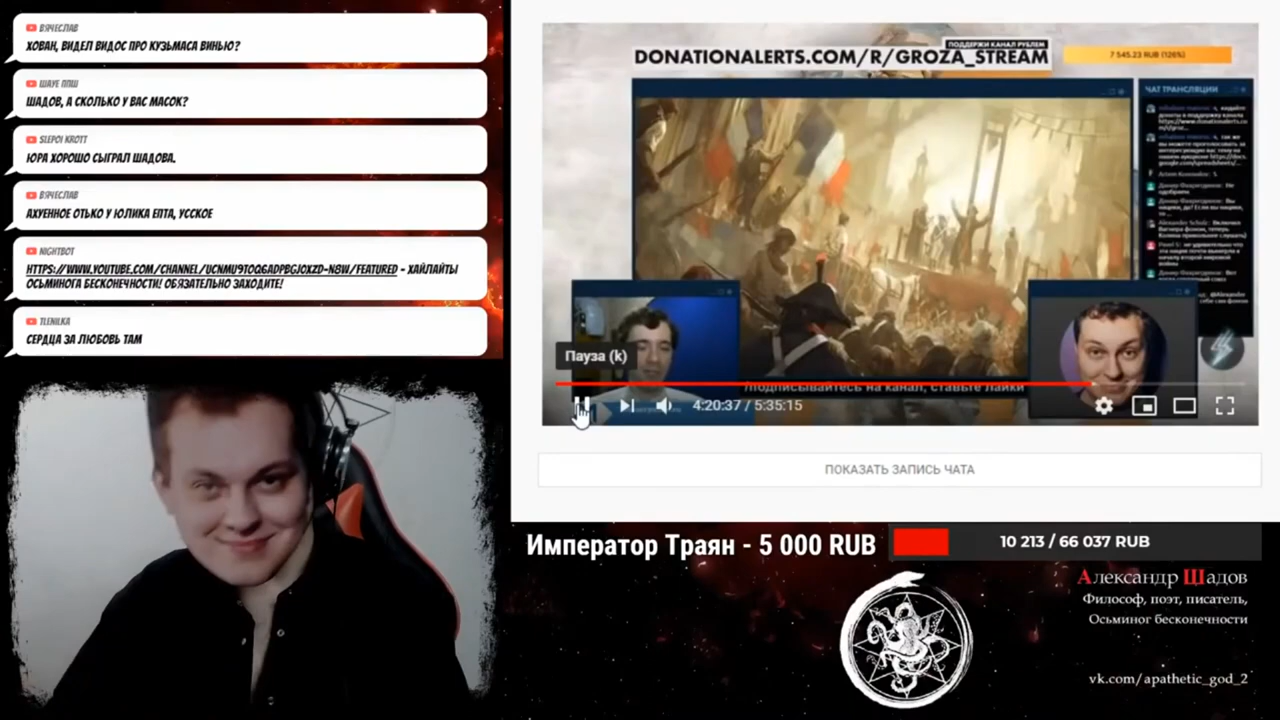 ВЯЧЕСЛАВ
ХОВАН, ВИДЕЛ ВИДОС ПРО КУЗЬМАСА ВИНЬЮ?
ШАУЕ ППШ
ШАДОВ, А СКОЛЬКО У ВАС МАСОК?
SLEPOI KROTT
ЮРА ХОРОШО СЫГРАЛ ШАДОВА.
ВЯЧЕСЛАВ
АХУЕННОЕ ОТЬКО У ЮЛИКА ЕПТА, УССКОЕ
NIGHTBOT
HTTPS://WWW.YOUTUBE.COM/CHANNEL/UCNMU9TOQ6ADPBGJOXZD-N8W/FEATURED - ХАЙЛАЙТЫ
ОСЬМИНОГА БЕСКОНЕЧНОСТИ! ОБЯЗАТЕЛЬНО ЗАХОДИТЕ!
TLENILKA
СЕРДЦА ЗА ЛЮБОВЬ ТАМ
ПОДДЕРЖИ КАНАЛ РУБЛЕМ
DONATIONALERTS.COM/R/GROZA_STREAM
7 545.23 RUB (126%)
ЧАТ ТРАНСЛЯЦИИ
Пауза (k)
/подписывайтесь на канал, ставьте лайки
4:20:37 / 5:35:15
ПОКАЗАТЬ ЗАПИСЬ ЧАТА
Император Траян - 5 000 RUB
10 213 / 66 037 RUB
Александр Шадов
Философ, поэт, писатель,
Осьминог бесконечности
vk.com/apathetic_god_2